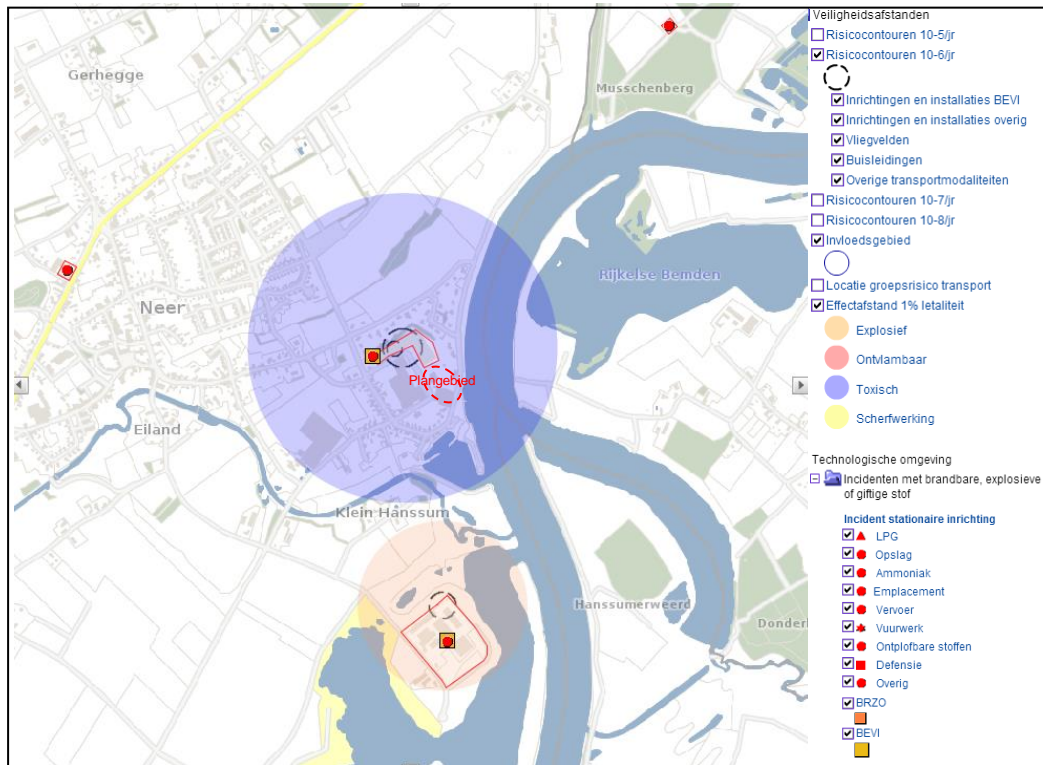 Gerhegge
Musschenberg
Rijkelse Bemden
Neer
Plangebied
Eiland
Klein Hanssum
Hanssumerweerd
Veiligheidsafstanden
Risicocontouren 10-5/jr
Risicocontouren 10-6/jr
Inrichtingen en installaties BEVI
Inrichtingen en installaties overig
Vliegvelden
Buisleidingen
Overige transportmodaliteiten
Risicocontouren 10-7/jr
Risicocontouren 10-8/jr
Invloedsgebied
Locatie groepsrisico transport
Effectafstand 1% letaliteit
Explosief
Ontvlambaar
Toxisch
Scherfwerking
Technologische omgeving
Incidenten met brandbare, explosieve
of giftige stof
Incident stationaire inrichting
LPG
Opslag
Ammoniak
Emplacement
Vervoer
Vuurwerk
Ontplofbare stoffen
Defensie
Overig
BRZO
BEVI